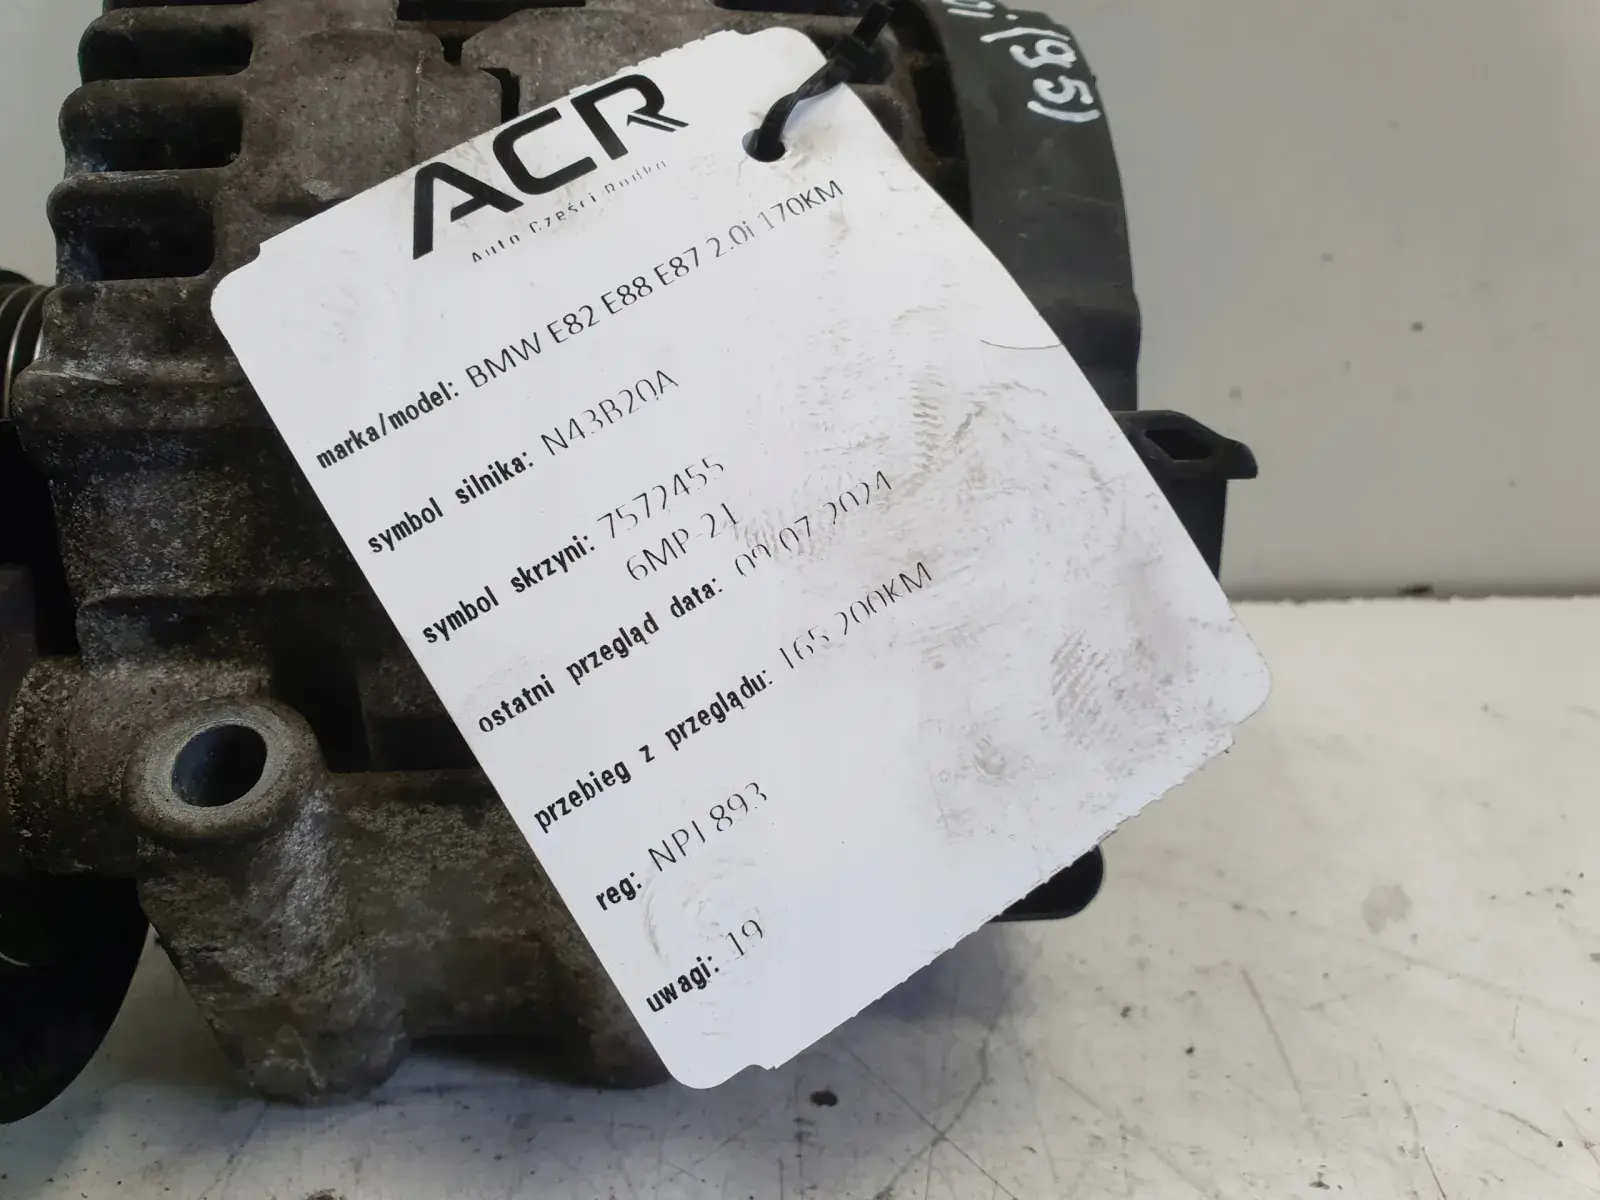 ACR
Auto Części Rudka
marka/model: BMW E82 E88 E87 2.0i 170KM
symbol silnika: N43B20A
symbol skrzyni: 7572455
6MP-21
ostatni przegląd data: 09.07.2024
przebieg z przeglądu: 165 200KM
reg: NPI 893
uwagi: 19
195)